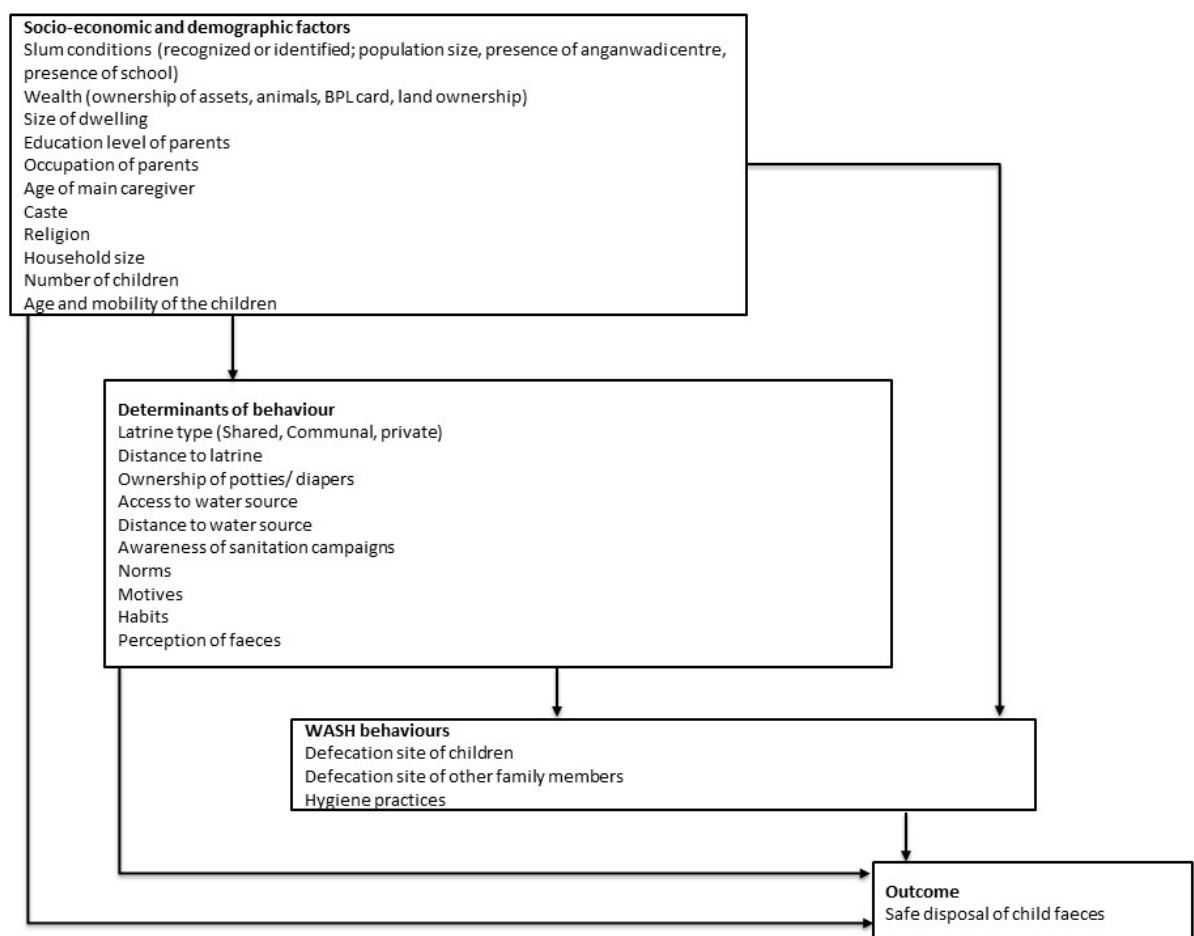 Socio-economic and demographic factors
Slum conditions (recognized or identified; population size, presence of anganwadi centre,
presence of school)
Wealth (ownership of assets, animals, BPL card, land ownership)
Size of dwelling
Education level of parents
Occupation of parents
Age of main caregiver
Caste
Religion
Household size
Number of children
Age and mobility of the children
Determinants of behaviour
Latrine type (Shared, Communal, private)
Distance to latrine
Ownership of potties/ diapers
Access to water source
Distance to water source
Awareness of sanitation campaigns
Norms
Motives
Habits
Perception of faeces
WASH behaviours
Defecation site of children
Defecation site of other family members
Hygiene practices
Outcome
Safe disposal of child faeces